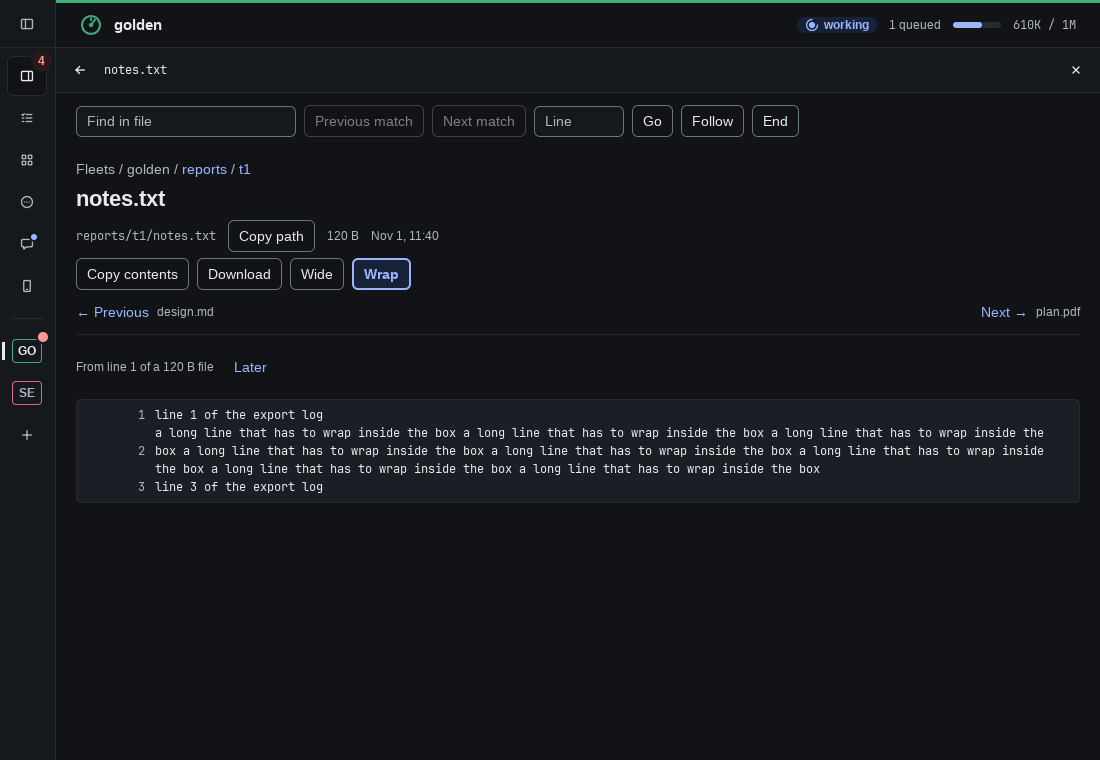 golden
working
1 queued
610K / 1M
4
notes.txt
Find in file
Previous match
Next match
Line
Go
Follow
End
Fleets / golden / reports / t1
notes.txt
reports/t1/notes.txt
Copy path
120 B
Nov 1, 11:40
Copy contents
Download
Wide
Wrap
← Previous design.md
Next → plan.pdf
GO
SE
From line 1 of a 120 B file
Later
1 line 1 of the export log
a long line that has to wrap inside the box a long line that has to wrap inside the box a long line that has to wrap inside the
2 box a long line that has to wrap inside the box a long line that has to wrap inside the box a long line that has to wrap inside
the box a long line that has to wrap inside the box a long line that has to wrap inside the box
3 line 3 of the export log